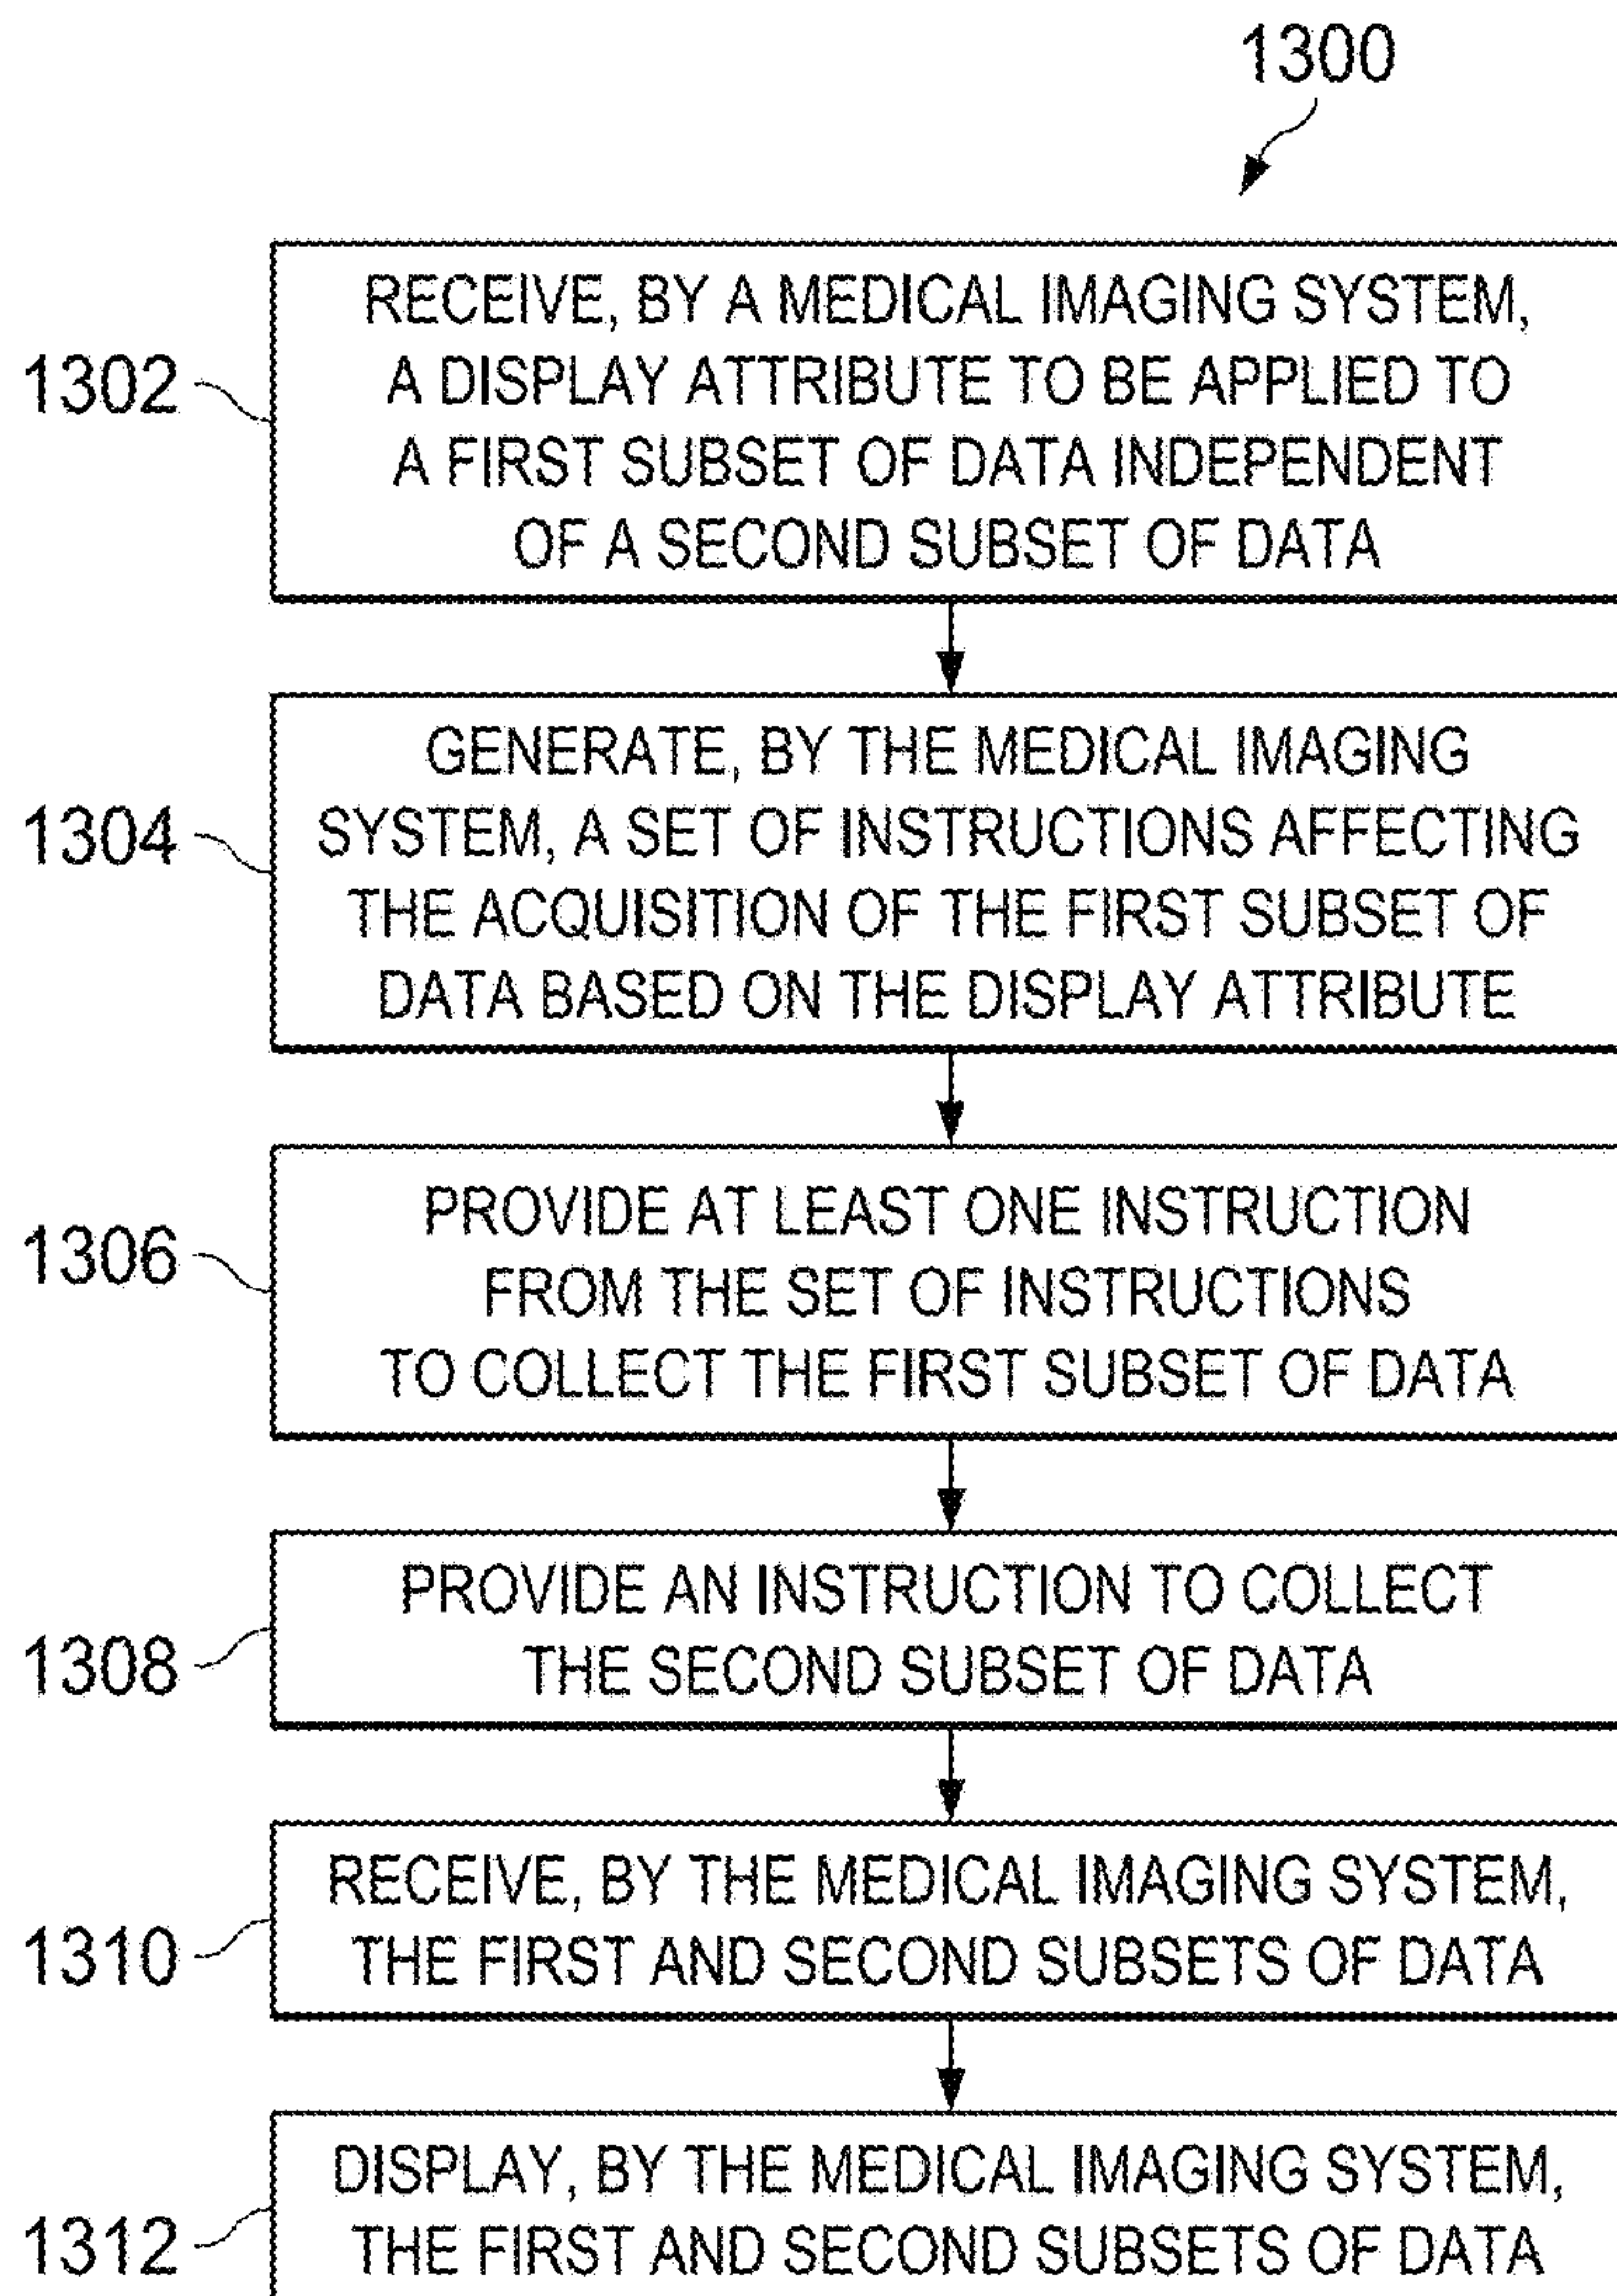 1300
RECEIVE, BY A MEDICAL IMAGING SYSTEM,
A DISPLAY ATTRIBUTE TO BE APPLIED TO
A FIRST SUBSET OF DATA INDEPENDENT
OF A SECOND SUBSET OF DATA
1302
GENERATE, BY THE MEDICAL IMAGING
SYSTEM, A SET OF INSTRUCTIONS AFFECTING
THE ACQUISITION OF THE FIRST SUBSET OF
DATA BASED ON THE DISPLAY ATTRIBUTE
1304
PROVIDE AT LEAST ONE INSTRUCTION
FROM THE SET OF INSTRUCTIONS
TO COLLECT THE FIRST SUBSET OF DATA
1306
PROVIDE AN INSTRUCTION TO COLLECT
THE SECOND SUBSET OF DATA
1308
RECEIVE, BY THE MEDICAL IMAGING SYSTEM,
THE FIRST AND SECOND SUBSETS OF DATA
1310
DISPLAY, BY THE MEDICAL IMAGING SYSTEM,
THE FIRST AND SECOND SUBSETS OF DATA
1312